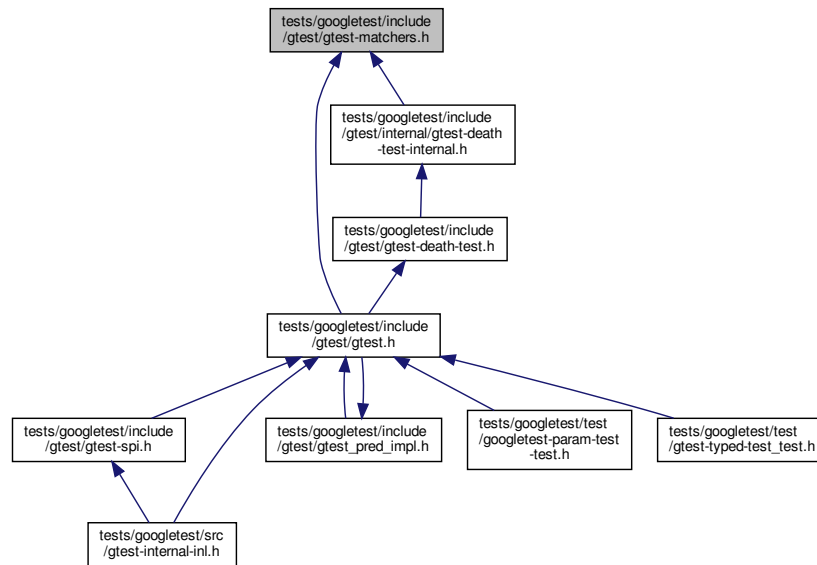 tests/googletest/include
/gtest/gtest-matchers.h
tests/googletest/include
/gtest/internal/gtest-death
-test-internal.h
tests/googletest/include
/gtest/gtest-death-test.h
tests/googletest/include
/gtest/gtest.h
tests/googletest/include
/gtest/gtest-spi.h
tests/googletest/include
/gtest/gtest_pred_impl.h
tests/googletest/test
/googletest-param-test
-test.h
tests/googletest/test
/gtest-typed-test_test.h
tests/googletest/src
/gtest-internal-inl.h